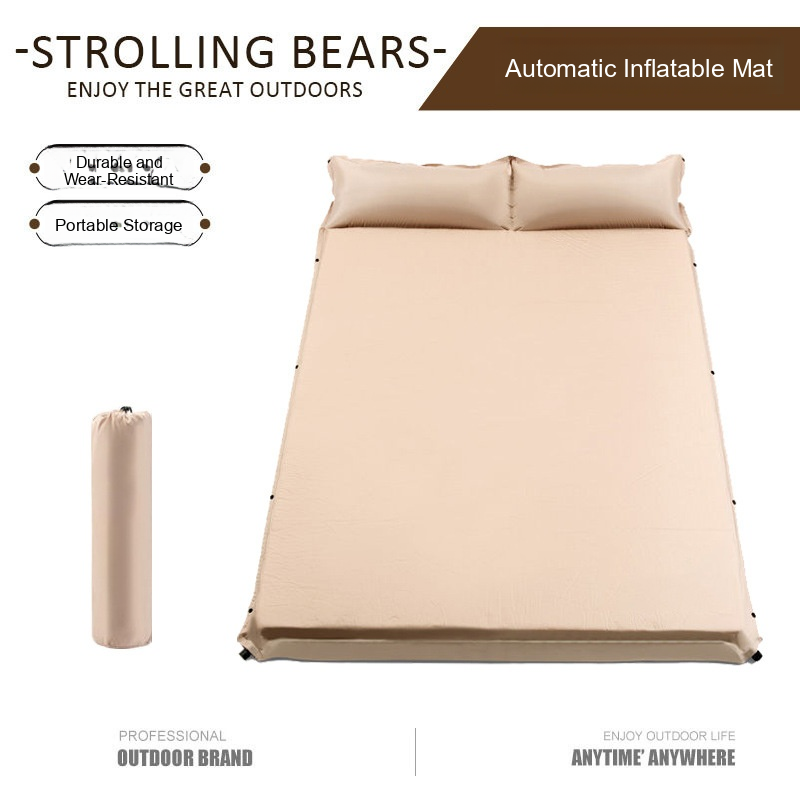 -STROLLING BEARS-
ENJOY THE GREAT OUTDOORS
Automatic Inflatable Mat
Durable and
Wear-Resistant
Portable Storage
PROFESSIONAL
OUTDOOR BRAND
ENJOY OUTDOOR LIFE
ANYTIME' ANYWHERE